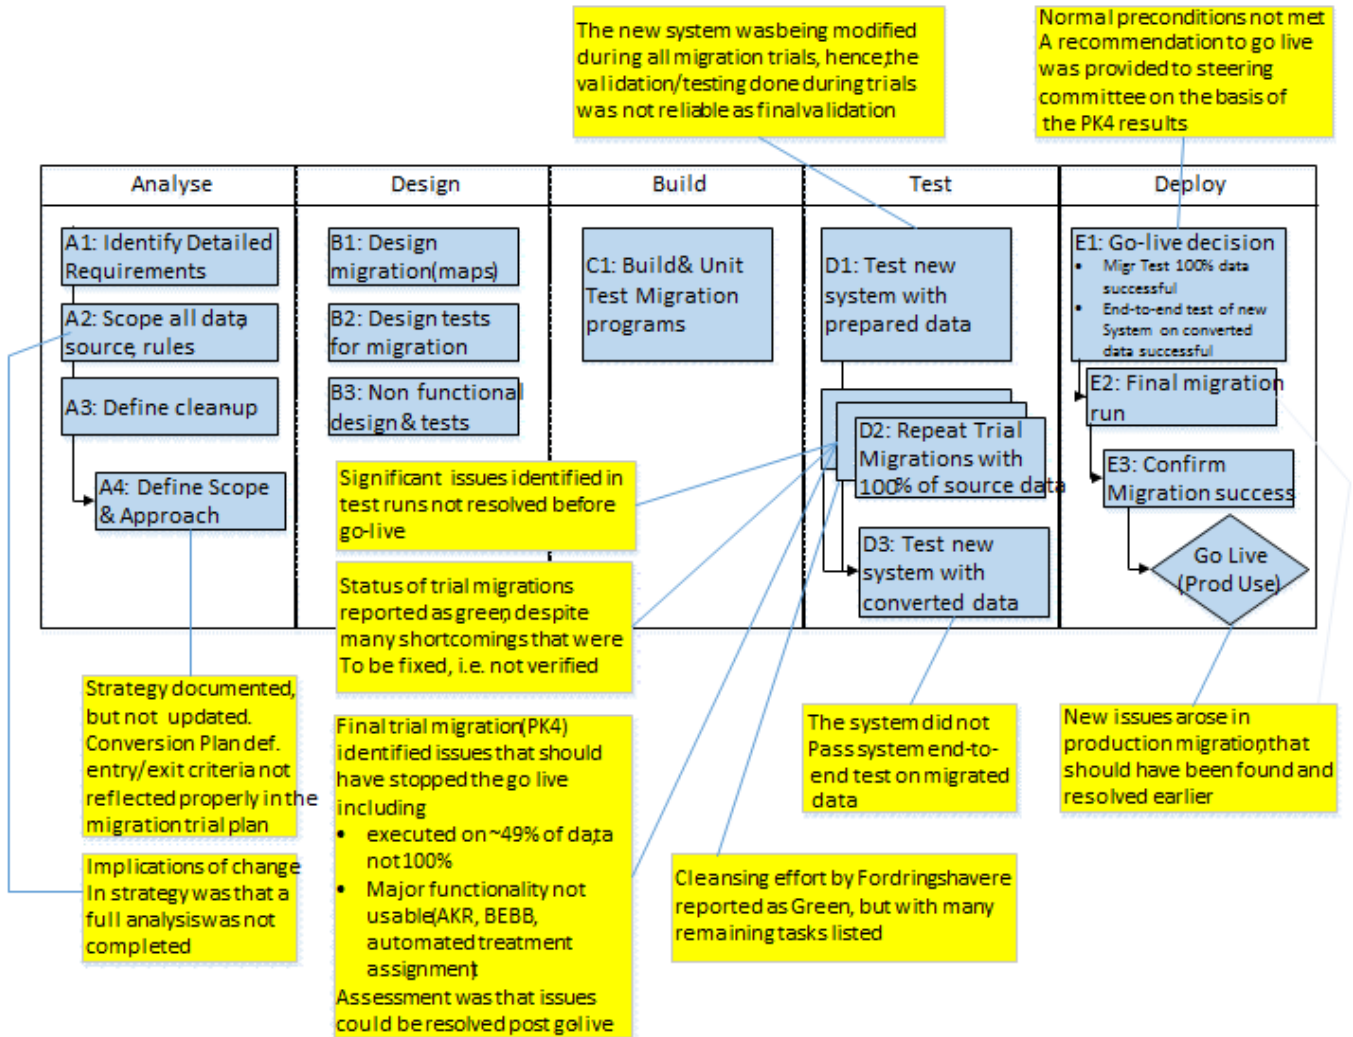 The new system wasbeing modified
during all migration trials, hence,the
validation/testing done during trials
was not reliable as finalvalidation
Normal preconditions not met
A recommendation to go live
was provided to steering
committee on the basis of
the PK4 results
Analyse
Design
Build
Test
Deploy
A1: Identify Detailed
Requirements
A2: Scope all data,
source, rules
A3: Define clean-up
A4: Define Scope
& Approach
B1: Design
migration(maps)
B2: Design tests
for migration
B3: Non functional
design & tests
C1: Build& Unit
Test Migration
programs
D1: Test new
system with
prepared data
D2: Repeat Trial
Migrations with
100% of source data
D3: Test new
system with
converted data
E1: Go-live decision
• Migr Test 100% data
successful
• End-to-end test of new
System on converted
data successful
E2: Final migration
run
E3: Confirm
Migration success
Go Live
(Prod Use)
Significant issues identified in
test runs not resolved before
go-live
Status of trial migrations
reported as green, despite
many shortcomings that were
To be fixed, i.e. not verified
Final trial migration(PK4)
identified issues that should
have stopped the go live
including
• executed on ~49% of data,
not 100%
• Major functionality not
usable(AKR, BEBB,
automated treatment
assignment)
Assessment was that issues
could be resolved post golive
Strategy documented,
but not updated.
Conversion Plan def.
entry/exit criteria not
reflected properly in the
migration trial plan
Implications of change
In strategy was that a
full analysis was not
completed
The system did not
Pass system end-to-
end test on migrated
data
Cleansing effort by Fordringshavere
reported as Green, but with many
remaining tasks listed
New issues arose in
production migration, that
should have been found and
resolved earlier